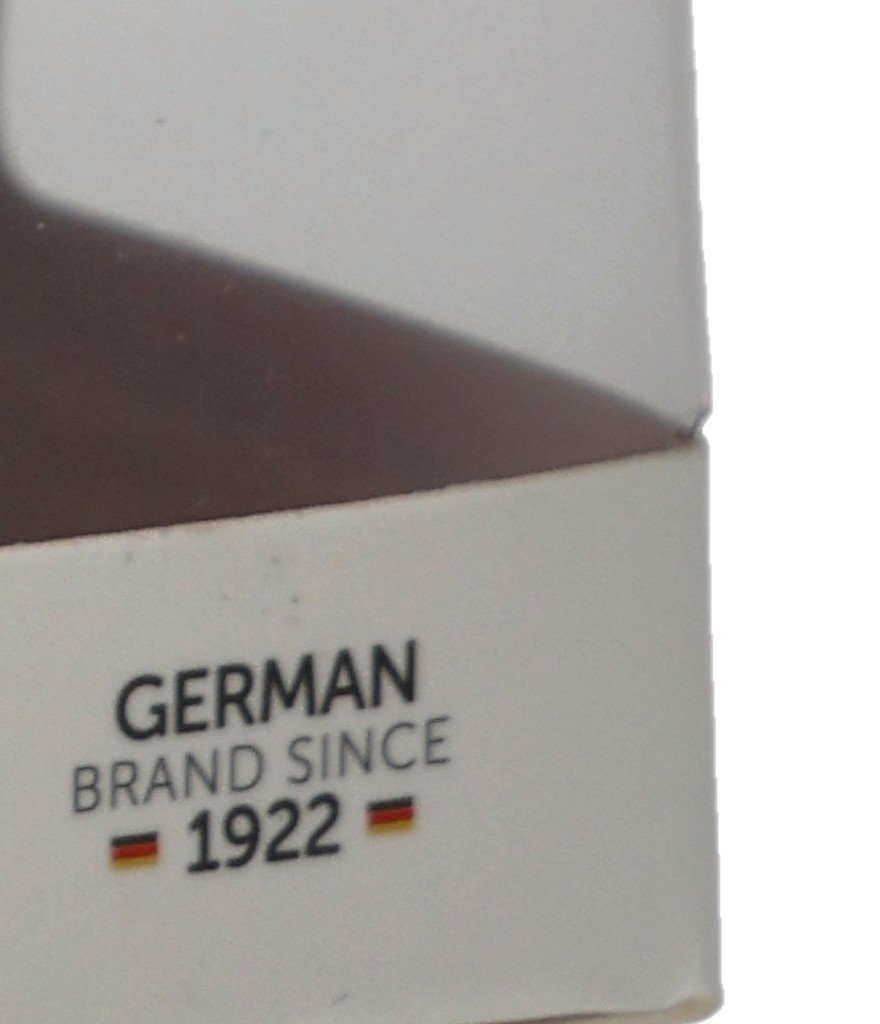 GERMAN
BRAND SINCE
1922